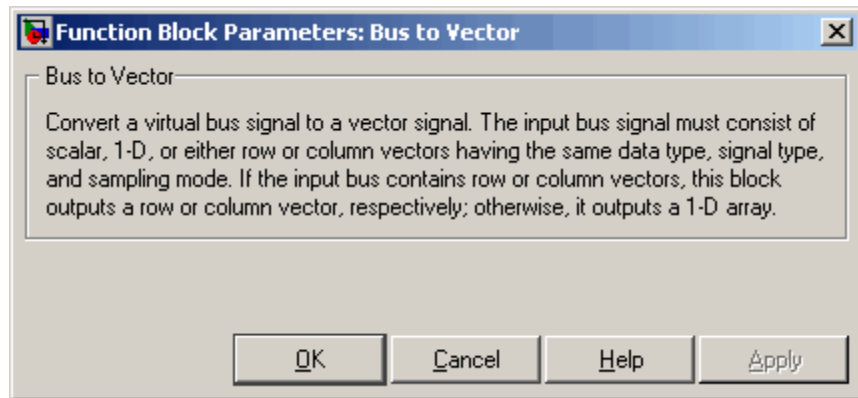 Function Block Parameters: Bus to Vector
Bus to Vector
Convert a virtual bus signal to a vector signal. The input bus signal must consist of
scalar, 1-D, or either row or column vectors having the same data type, signal type,
and sampling mode. If the input bus contains row or column vectors, this block
outputs a row or column vector, respectively; otherwise, it outputs a 1-D array.
OK Cancel Help Apply